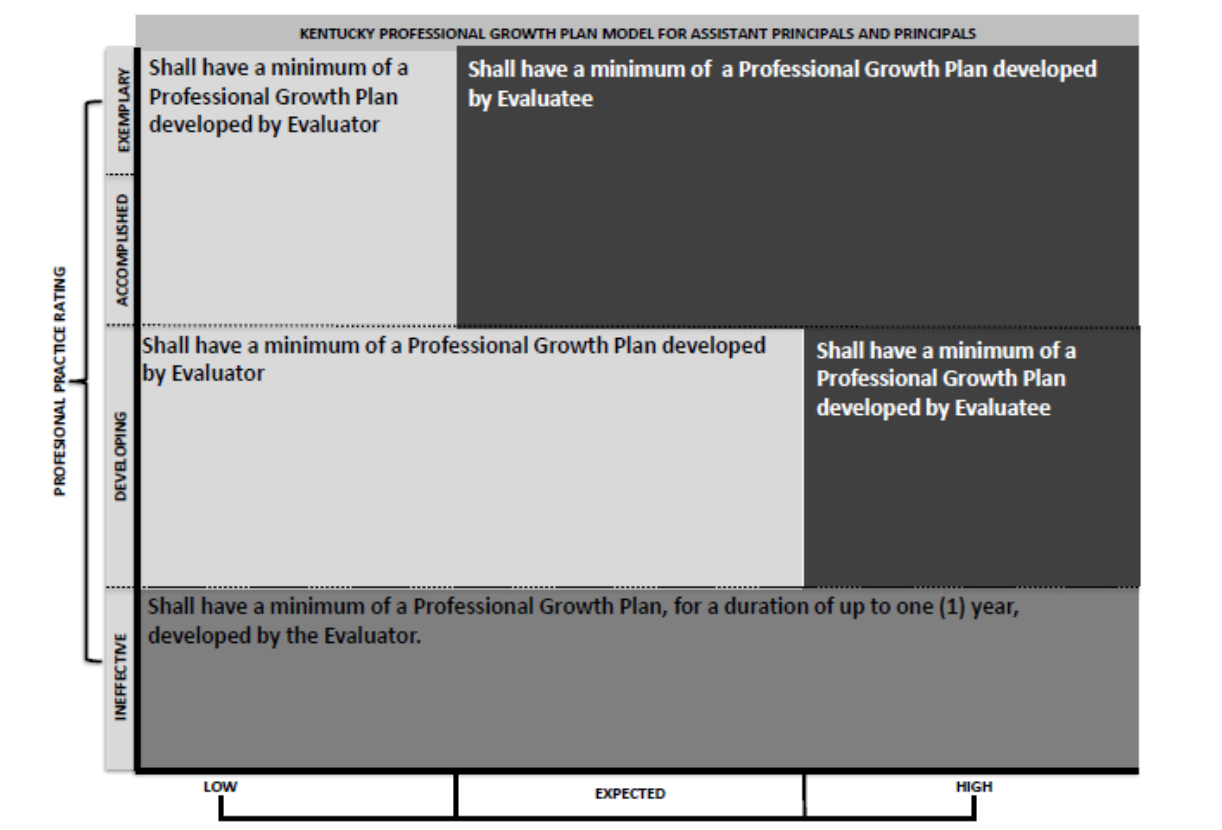 KENTUCKY PROFESSIONAL GROWTH PLAN MODEL FOR ASSISTANT PRINCIPALS AND PRINCIPALS
PROFESIONAL PRACTICE RATING
EXEMPLARY
Shall have a minimum of a
Professional Growth Plan
developed by Evaluator
Shall have a minimum of a Professional Growth Plan developed
by Evaluatee
ACCOMPLISHED
DEVELOPING
Shall have a minimum of a Professional Growth Plan developed
by Evaluator
Shall have a minimum of a
Professional Growth Plan
developed by Evaluatee
INEFFECTIVE
Shall have a minimum of a Professional Growth Plan, for a duration of up to one (1) year,
developed by the Evaluator.
LOW
EXPECTED
HIGH